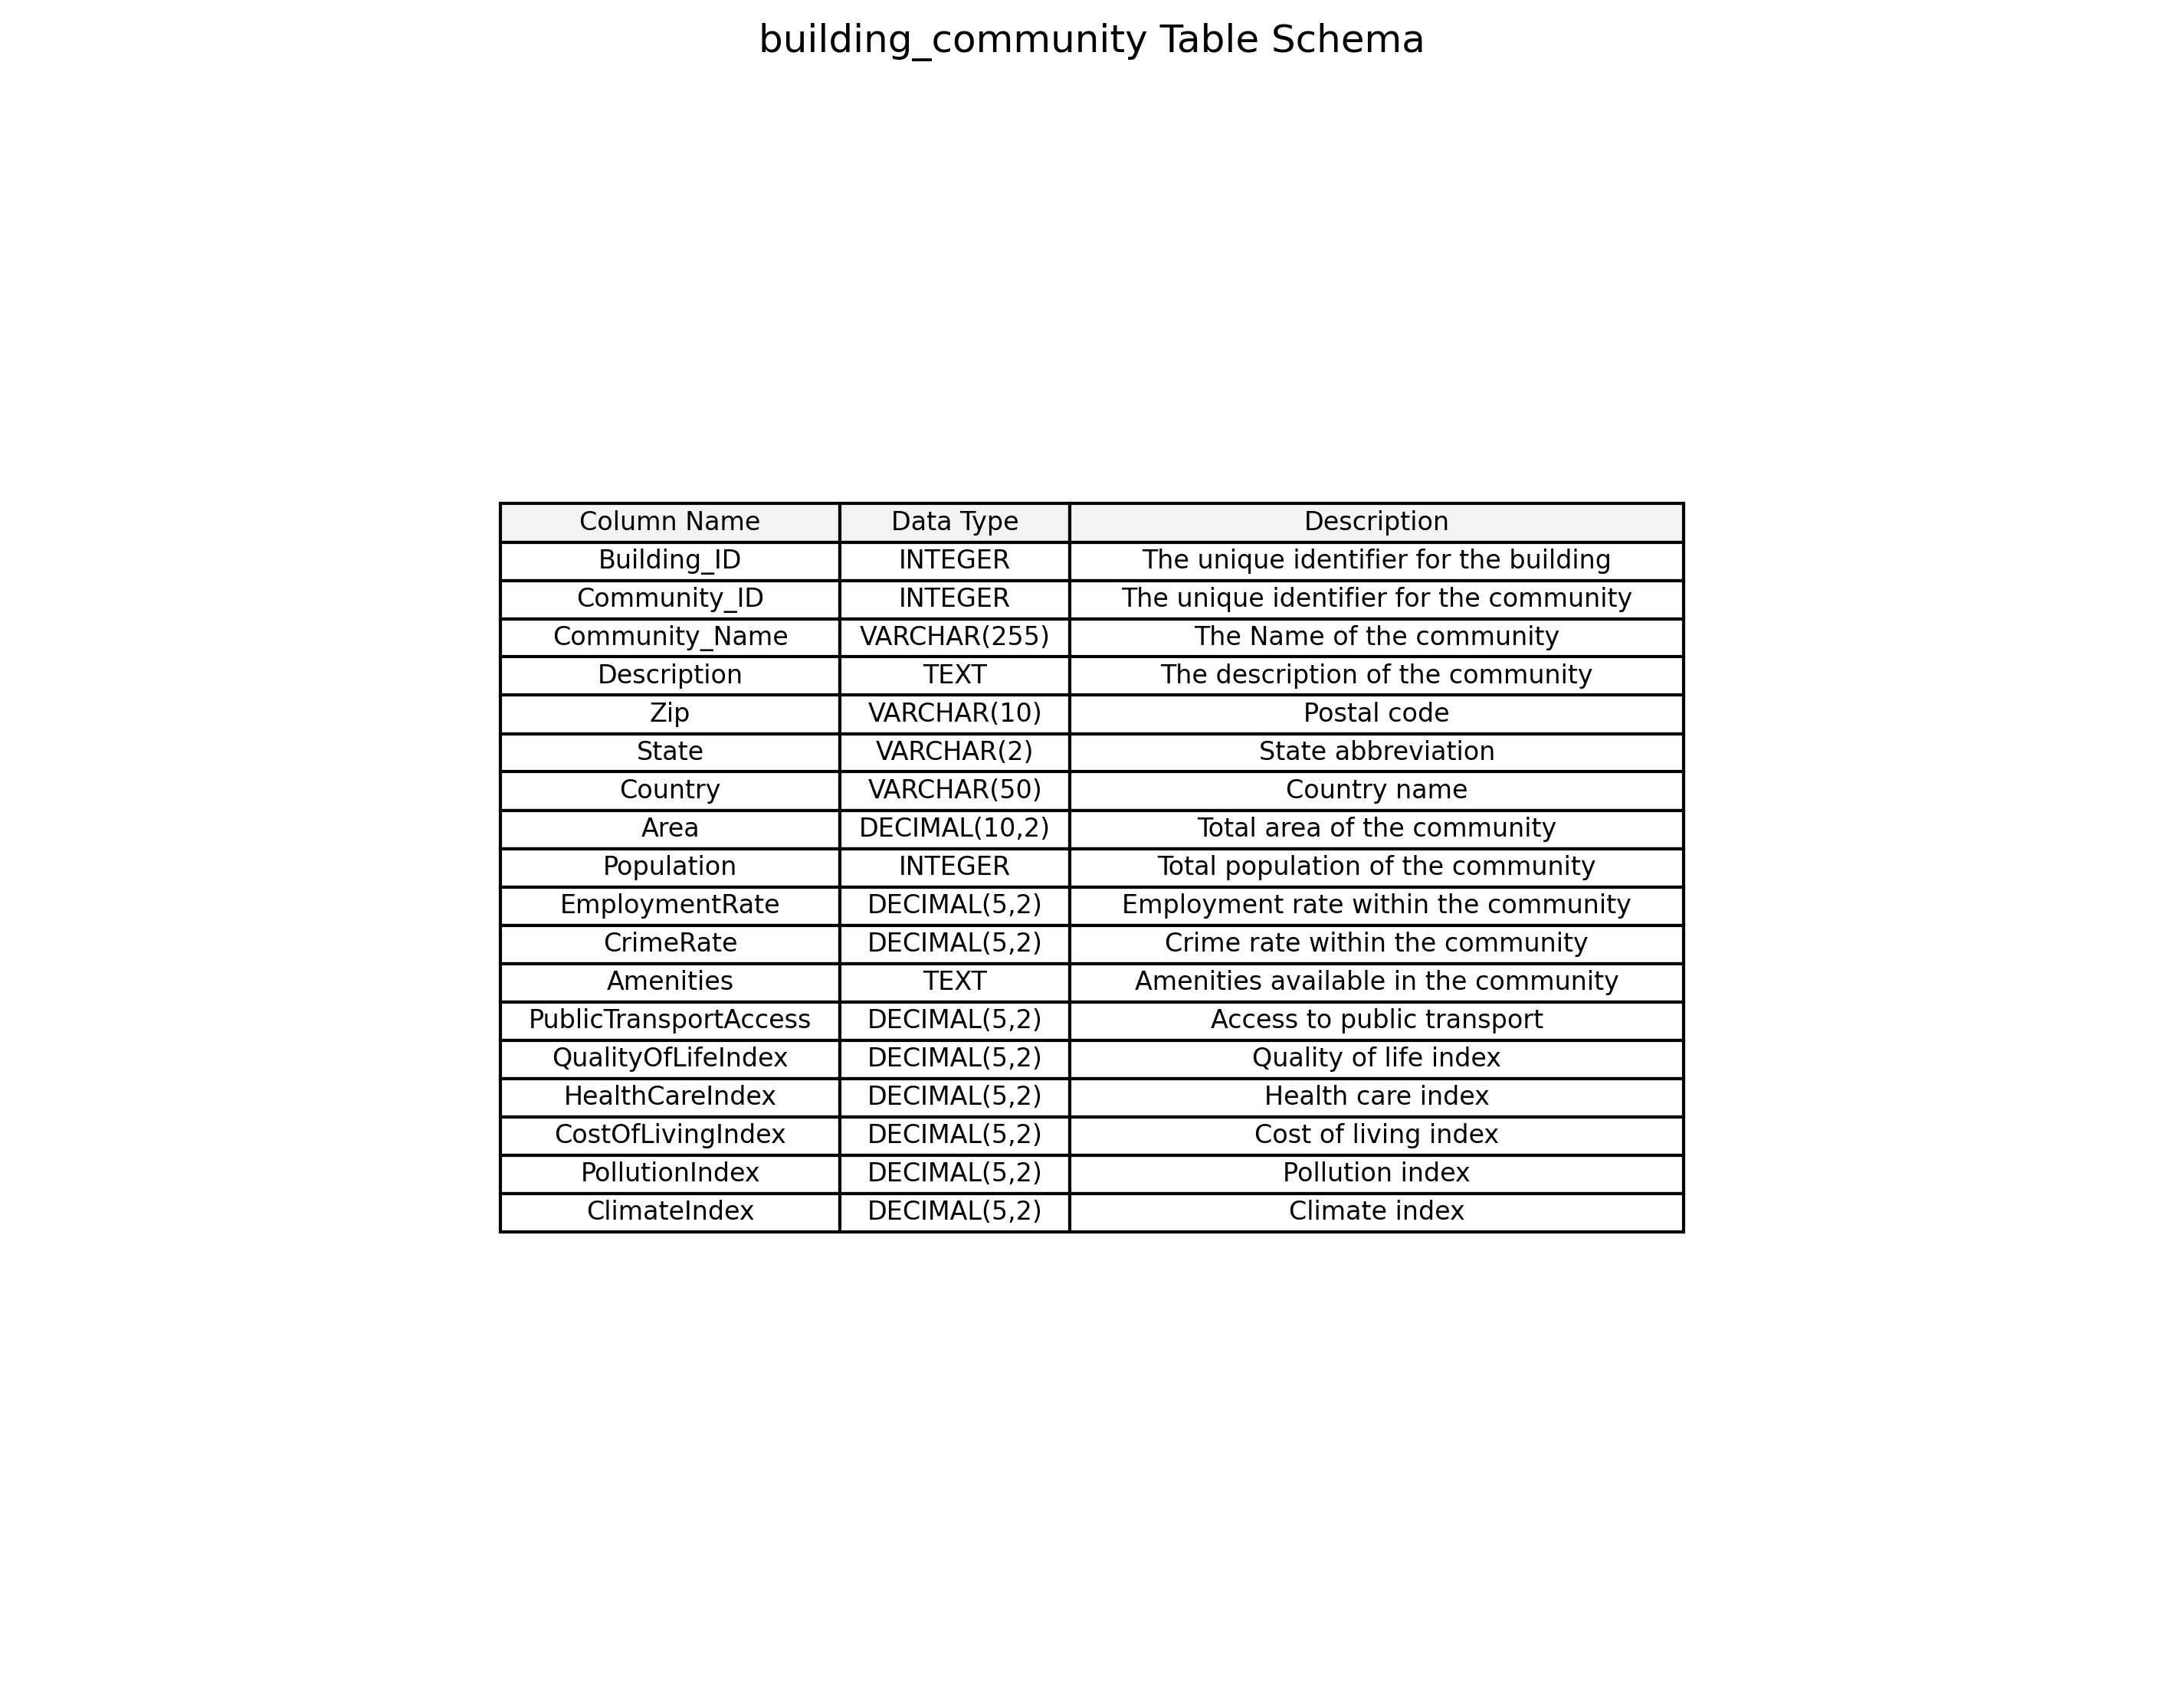 building_community Table Schema
Column Name Data Type Description
Building_ID INTEGER The unique identifier for the building
Community_ID INTEGER The unique identifier for the community
Community_Name VARCHAR(255) The Name of the community
Description TEXT The description of the community
Zip VARCHAR(10) Postal code
State VARCHAR(2) State abbreviation
Country VARCHAR(50) Country name
Area DECIMAL(10,2) Total area of the community
Population INTEGER Total population of the community
EmploymentRate DECIMAL(5,2) Employment rate within the community
CrimeRate DECIMAL(5,2) Crime rate within the community
Amenities TEXT Amenities available in the community
PublicTransportAccess DECIMAL(5,2) Access to public transport
QualityOfLifeIndex DECIMAL(5,2) Quality of life index
HealthCareIndex DECIMAL(5,2) Health care index
CostOfLivingIndex DECIMAL(5,2) Cost of living index
PollutionIndex DECIMAL(5,2) Pollution index
ClimateIndex DECIMAL(5,2) Climate index